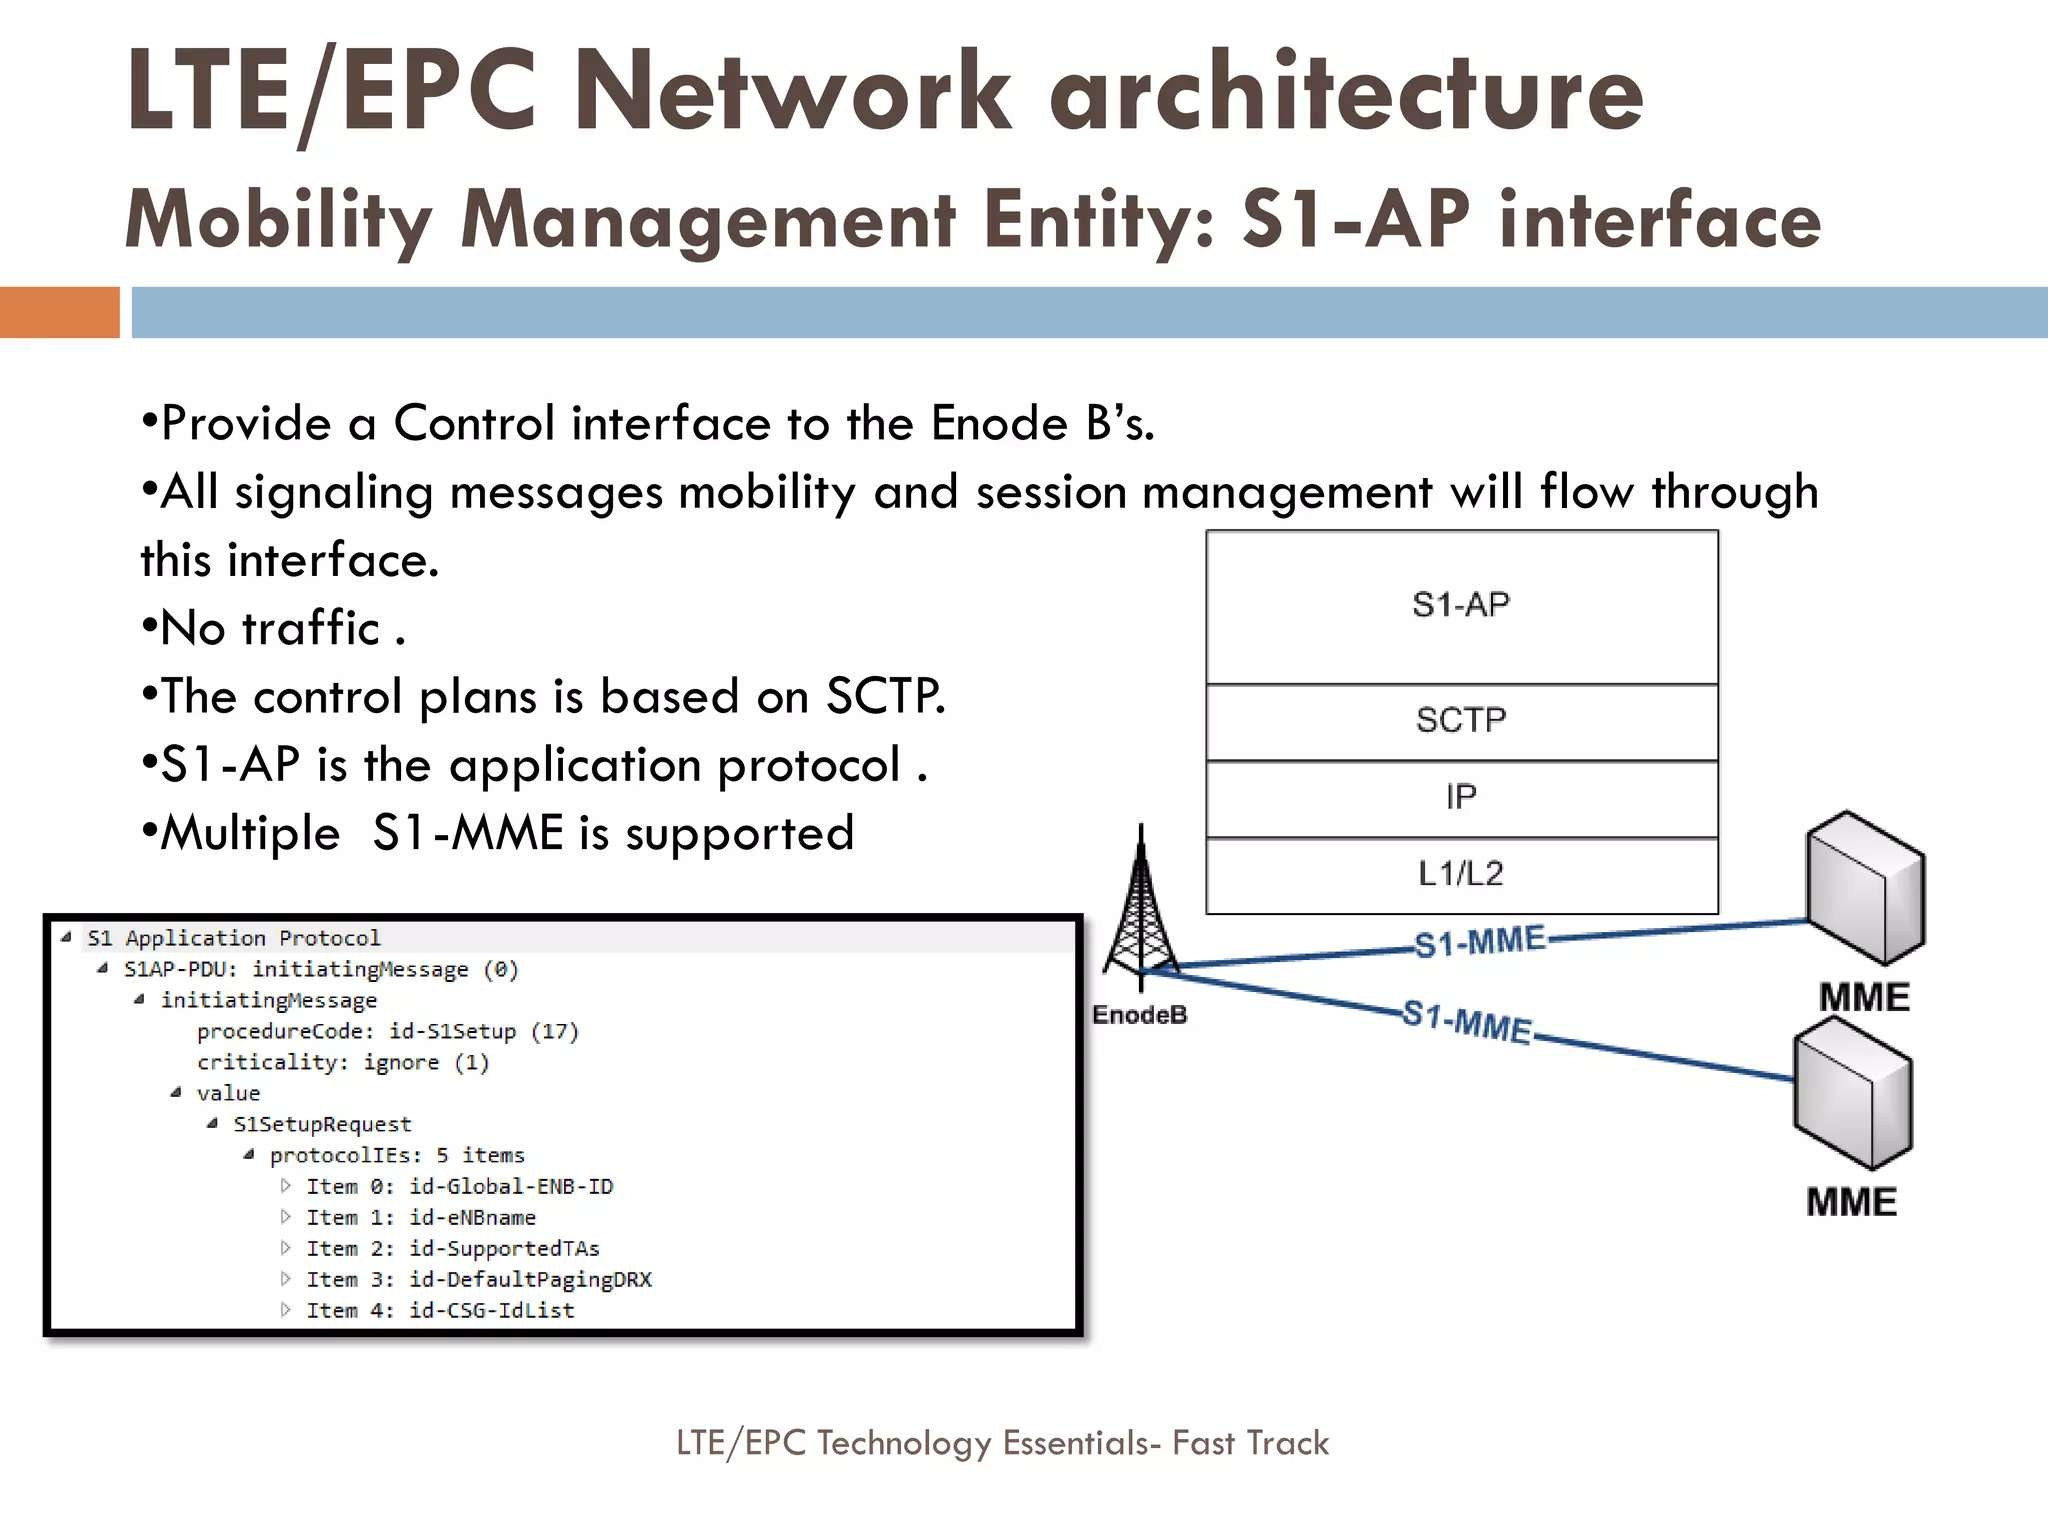 LTE/EPC Network architecture
Mobility Management Entity: S1-AP interface
•Provide a Control interface to the Enode B’s.
•All signaling messages mobility and session management will flow through
this interface.
•No traffic .
•The control plans is based on SCTP.
•S1-AP is the application protocol .
•Multiple  S1-MME is supported
S1-AP
SCTP
IP
L1/L2
S1-MME
S1-MME
EnodeB
MME
MME
S1 Application Protocol
S1AP-PDU: initiatingMessage (0)
initiatingMessage
procedureCode: id-S1Setup (17)
criticality: ignore (1)
value
S1SetupRequest
protocolIEs: 5 items
Item 0: id-Global-ENB-ID
Item 1: id-eNBname
Item 2: id-SupportedTAs
Item 3: id-DefaultPagingDRX
Item 4: id-CSG-IdList
LTE/EPC Technology Essentials- Fast Track